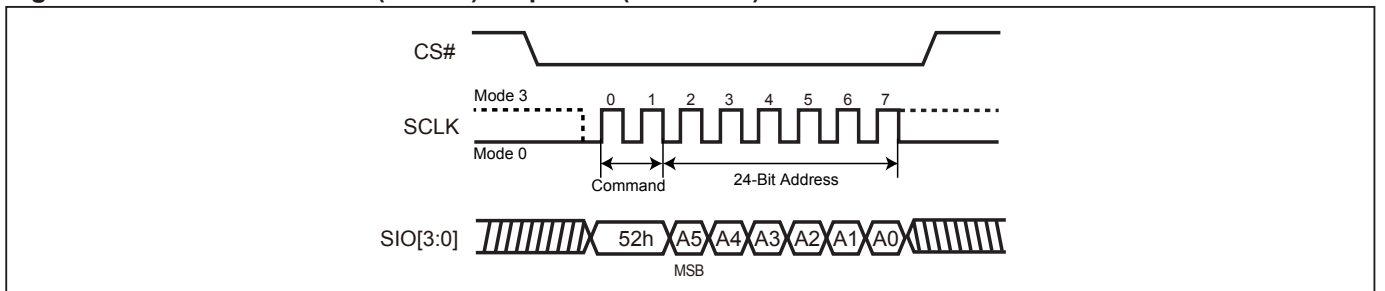 CS#
Mode 3
0 1 2 3 4 5 6 7
SCLK
Mode 0
Command
24-Bit Address
SIO[3:0]
52h A5 A4 A3 A2 A1 A0
MSB